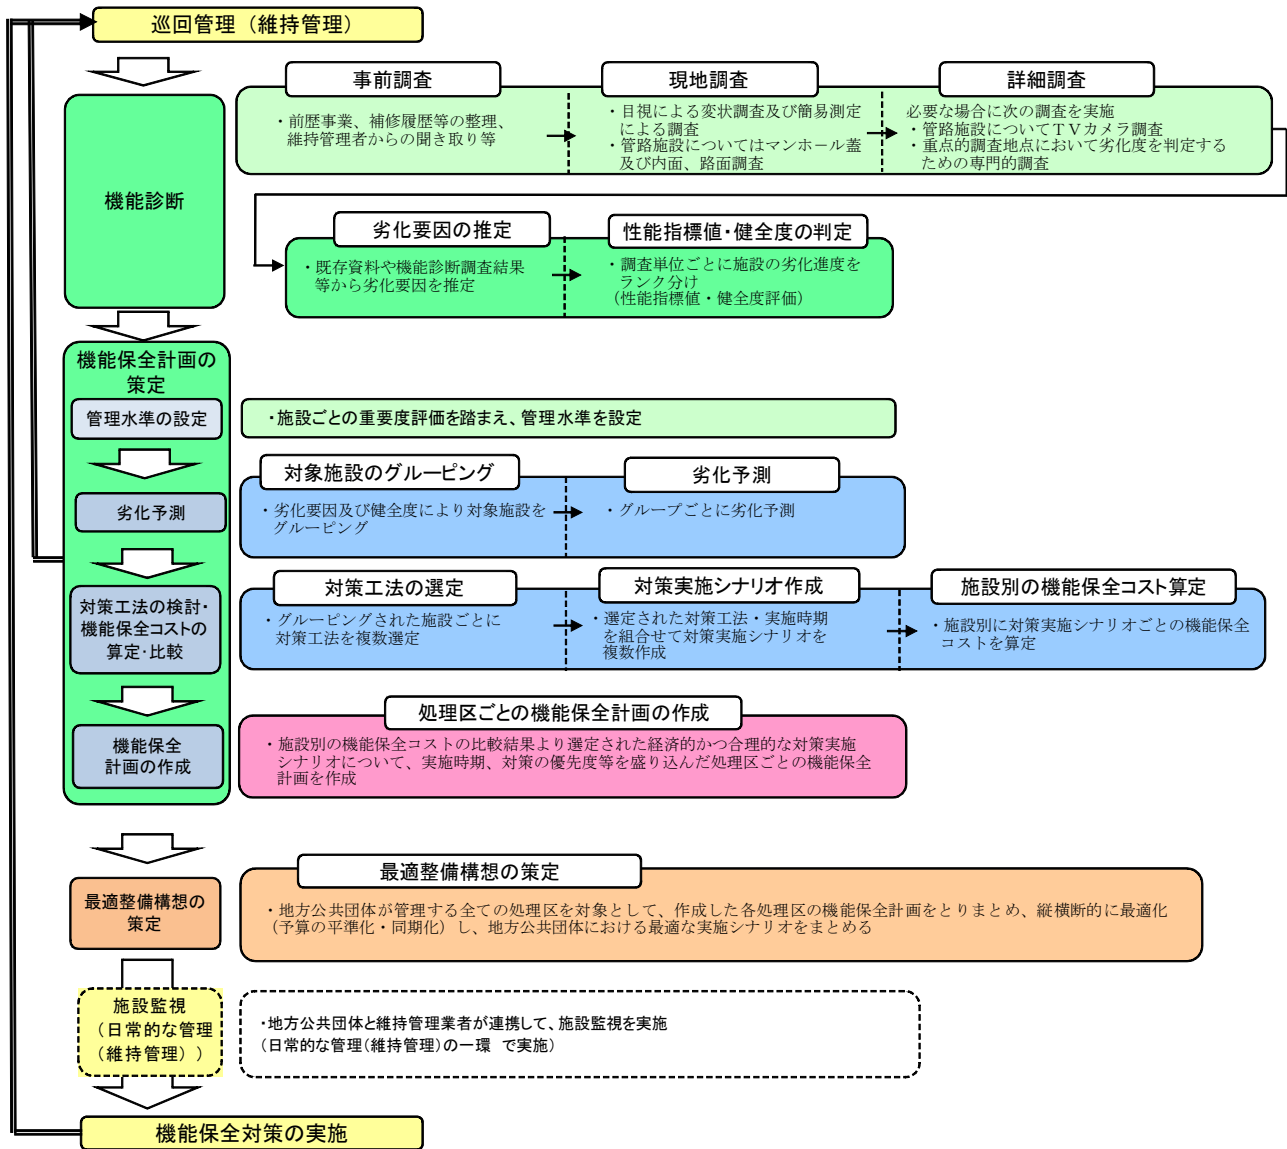 巡回管理（維持管理）
機能診断
事前調査
・前歴事業、補修履歴等の整理、
維持管理者からの聞き取り等
現地調査
・目視による変状調査及び簡易測定
による調査
・管路施設についてはマンホール蓋
及び内面、路面調査
詳細調査
必要な場合に次の調査を実施
・管路施設についてＴＶカメラ調査
・重点的調査地点において劣化度を判定する
ための専門的調査
劣化要因の推定
・既存資料や機能診断調査結果
等から劣化要因を推定
性能指標値・健全度の判定
・調査単位ごとに施設の劣化進度を
ランク分け
（性能指標値・健全度評価）
機能保全計画の
策定
管理水準の設定
・施設ごとの重要度評価を踏まえ、管理水準を設定
劣化予測
対象施設のグルーピング
・劣化要因及び健全度により対象施設を
グルーピング
劣化予測
・グループごとに劣化予測
対策工法の検討・
機能保全コストの
算定・比較
対策工法の選定
・グルーピングされた施設ごとに
対策工法を複数選定
対策実施シナリオ作成
・選定された対策工法・実施時期
を組合せて対策実施シナリオを
複数作成
施設別の機能保全コスト算定
・施設別に対策実施シナリオごとの機能保全
コストを算定
機能保全
計画の作成
処理区ごとの機能保全計画の作成
・施設別の機能保全コストの比較結果より選定された経済的かつ合理的な対策実施
シナリオについて、実施時期、対策の優先度等を盛り込んだ処理区ごとの機能保全
計画を作成
最適整備構想の
策定
最適整備構想の策定
・地方公共団体が管理する全ての処理区を対象として、作成した各処理区の機能保全計画をとりまとめ、縦横断的に最適化
（予算の平準化・同期化）し、地方公共団体における最適な実施シナリオをまとめる
施設監視
（日常的な管理
（維持管理））
・地方公共団体と維持管理業者が連携して、施設監視を実施
（日常的な管理（維持管理）の一環 で実施）
機能保全対策の実施